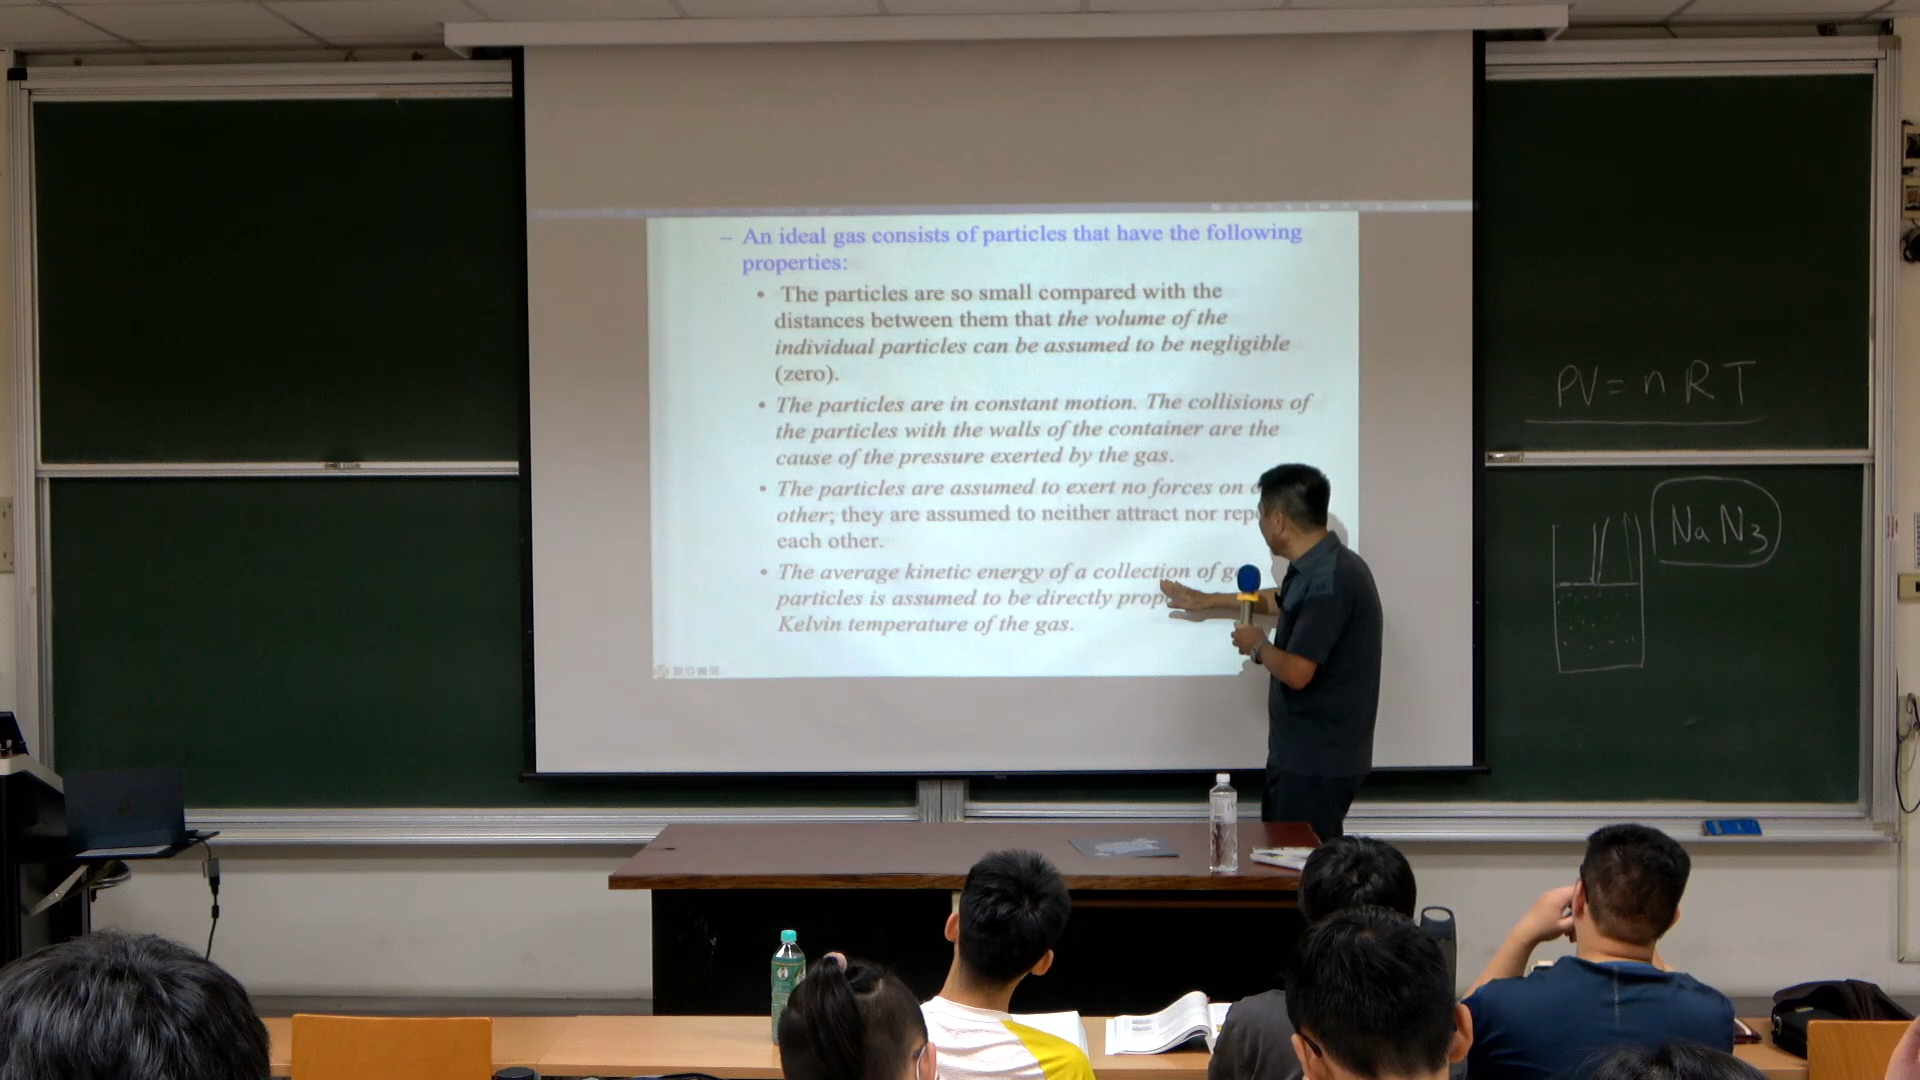 – An ideal gas consists of particles that have the following
properties:
• The particles are so small compared with the
distances between them that the volume of the
individual particles can be assumed to be negligible
(zero).
• The particles are in constant motion. The collisions of
the particles with the walls of the container are the
cause of the pressure exerted by the gas.
• The particles are assumed to exert no forces on
other; they are assumed to neither attract nor rep
each other.
• The average kinetic energy of a collection of g
particles is assumed to be directly prop
Kelvin temperature of the gas.
PV = nRT
NaN3